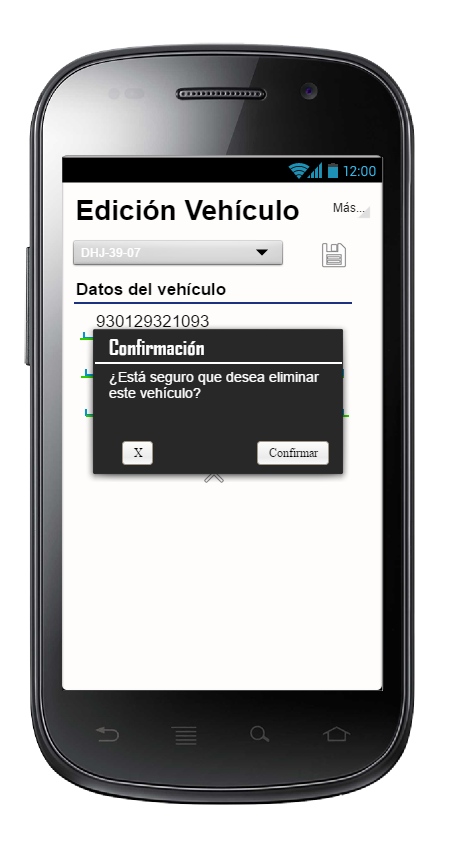 12:00
Edición Vehículo
Más...
DHJ-39-07
Datos del vehículo
930129321093
Confirmación
¿Está seguro que desea eliminar
este vehículo?
X
Confirmar